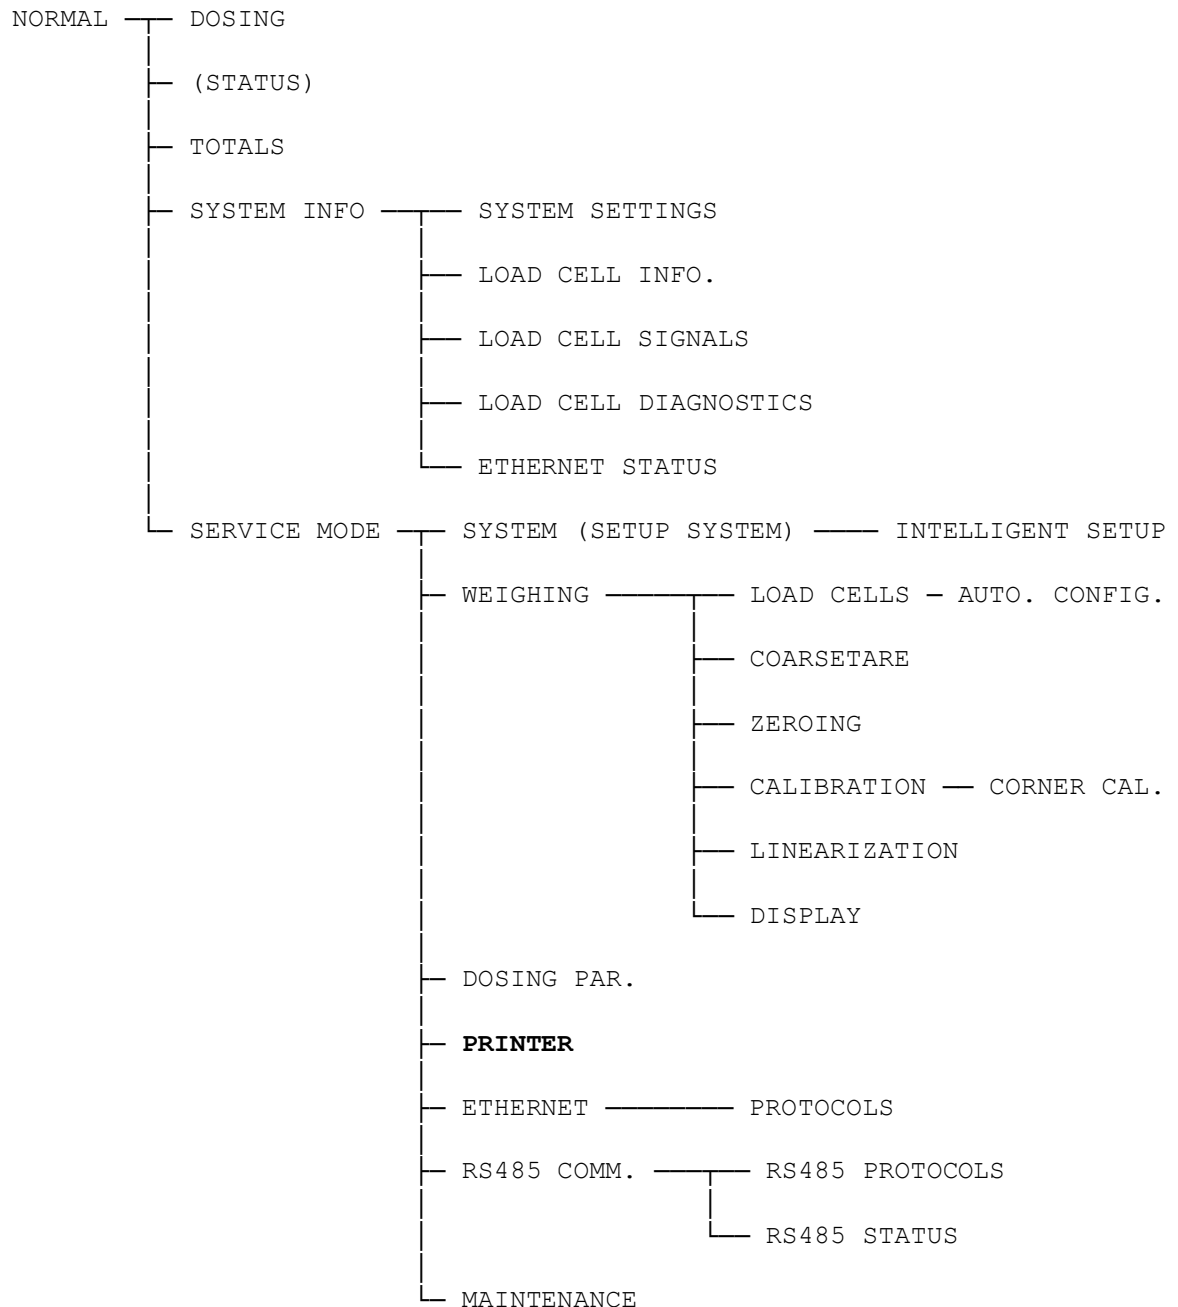 NORMAL DOSING
(STATUS)
TOTALS
SYSTEM INFO SYSTEM SETTINGS
LOAD CELL INFO.
LOAD CELL SIGNALS
LOAD CELL DIAGNOSTICS
ETHERNET STATUS
SERVICE MODE SYSTEM (SETUP SYSTEM) INTELLIGENT SETUP
WEIGHING LOAD CELLS AUTO. CONFIG.
COARSETARE
ZEROING
CALIBRATION CORNER CAL.
LINEARIZATION
DISPLAY
DOSING PAR.
PRINTER
ETHERNET PROTOCOLS
RS485 COMM. RS485 PROTOCOLS
RS485 STATUS
MAINTENANCE